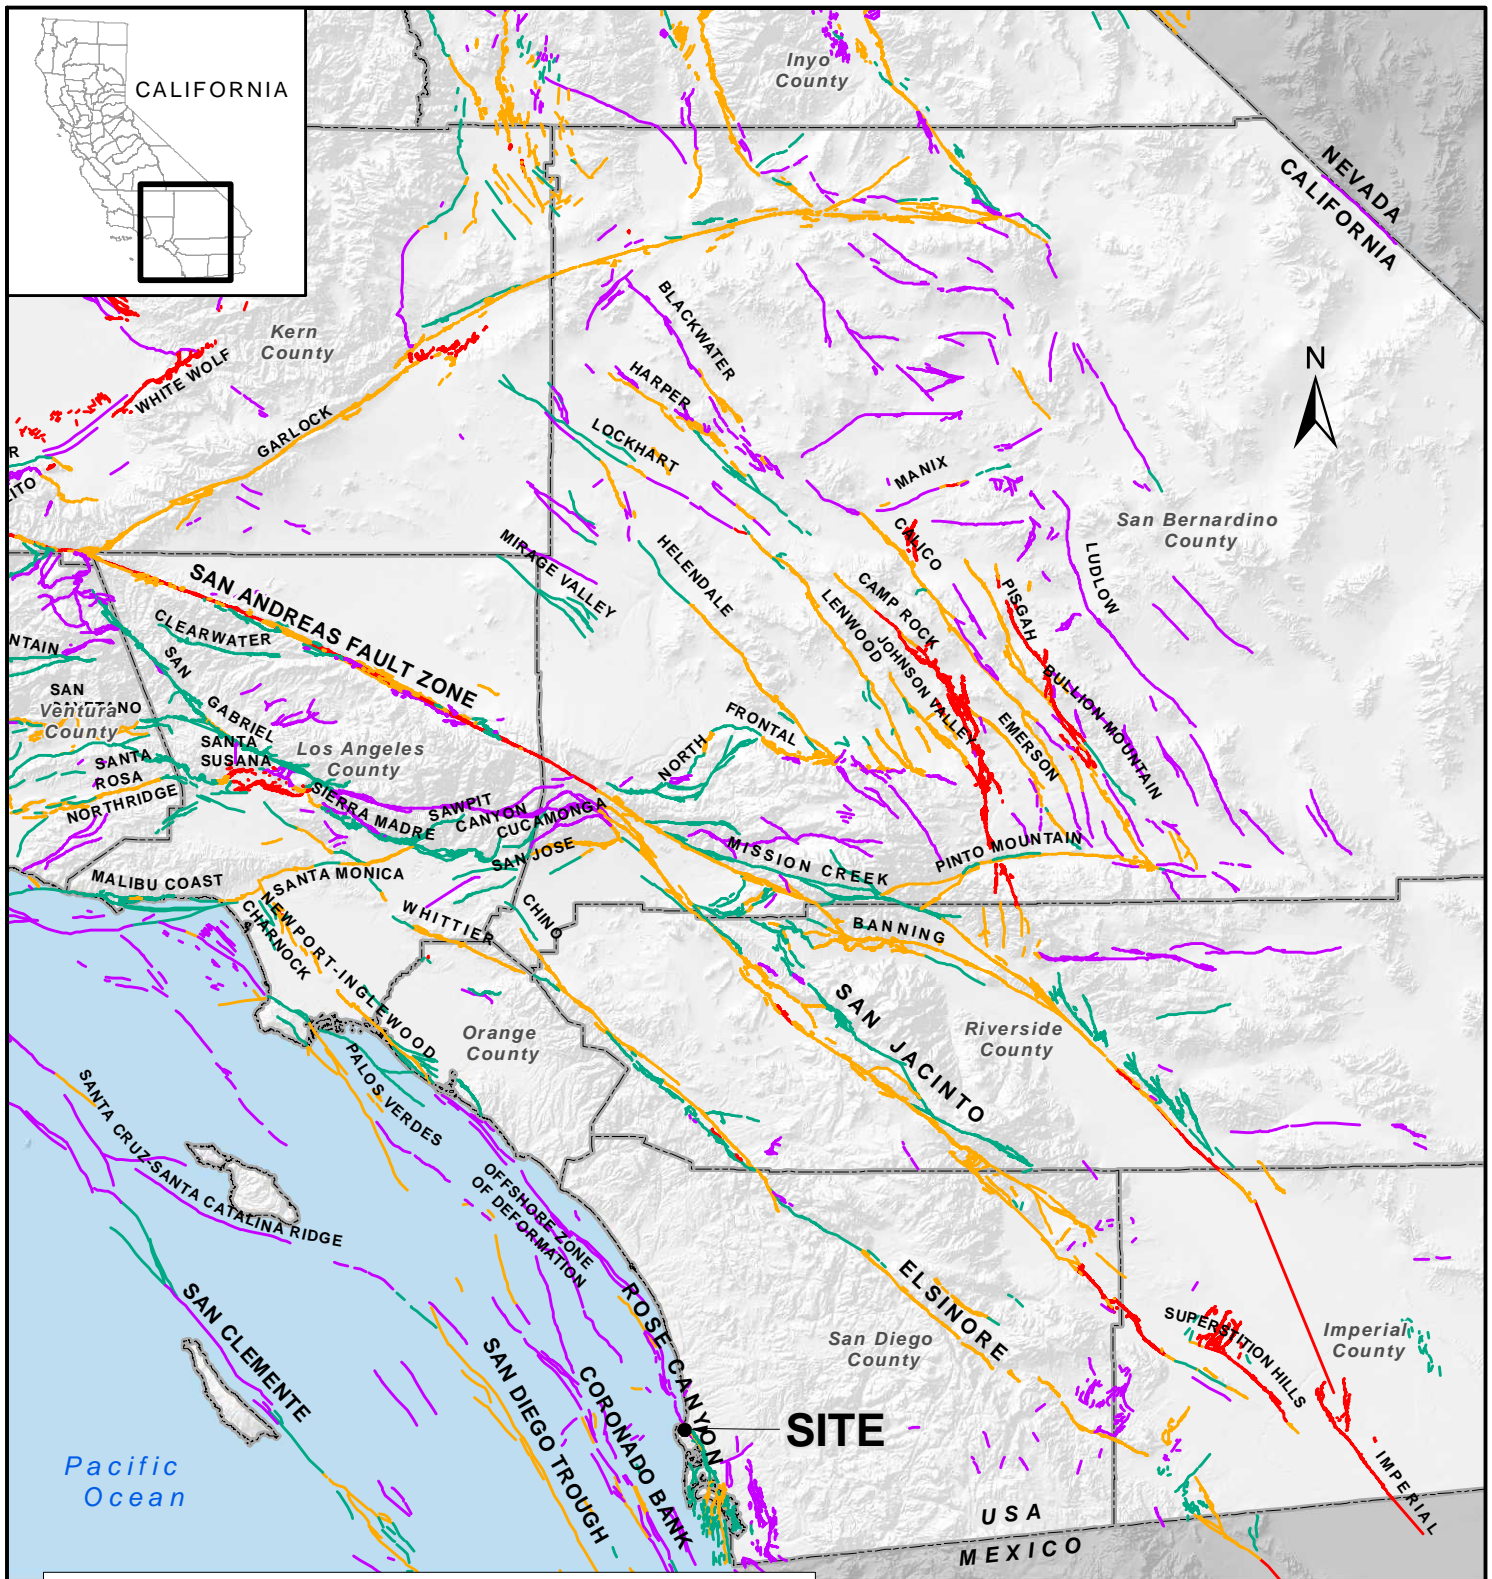 CALIFORNIA
Inyo
County
NEVADA
CALIFORNIA
N
Kern
County
WHITE WOLF
GARLOCK
BLACKWATER
HARPER
LOCKHART
MANIX
CALICO
San Bernardino
County
LUDLOW
R
LITO
MIRAGE VALLEY
HELENDALE
SAN ANDREAS FAULT ZONE
CLEARWATER
NTAIN
SAN
GABRIEL
CAMP ROCK
LENWOOD
JOHNSON VALLEY
PISGAH
BULLION MOUNTAIN
EMERSON
SAN
Ventura
County
SANTA
SUSANA
Los Angeles
County
SANTA
ROSA
NORTHRIDGE
NORTH
FRONTAL
SIERRA MADRE
SAWPIT
CANYON
CUCAMONGA
SAN JOSE
MISSION CREEK
PINTO MOUNTAIN
MALIBU COAST
SANTA MONICA
NEWPORT-INGLEWOOD
CHARNOCK
WHITTIER
CHINO
BANNING
Orange
County
SAN JACINTO
Riverside
County
PALOS VERDES
SANTA CRUZ-SANTA CATALINA RIDGE
OFFSHORE ZONE
OF DEFORMATION
SAN CLEMENTE
ROSE CANYON
ELSINORE
San Diego
County
SUPERSTITION HILLS
Imperial
County
SAN DIEGO TROUGH
CORONADO BANK
SITE
Pacific
Ocean
IMPERIAL
USA
MEXICO